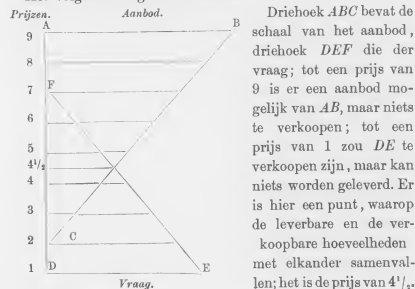 Prijzen.
Aanbod.
A
B
9
8
F
7
6
5
4¹/₂
4
3
2
C
1
D
E
Vraag.
Driehoek ABC bevat de
schaal van het aanbod,
driehoek DEF die der
vraag; tot een prijs van
9 is er een aanbod mo-
gelijk van AB, maar niets
te verkoopen; tot een
prijs van 1 zou DE te
verkoopen zijn, maar kan
niets worden geleverd. Er
is hier een punt, waarop
de leverbare en de ver-
koopbare hoeveelheden
met elkander samenval-
len; het is de prijs van 4¹/₂.